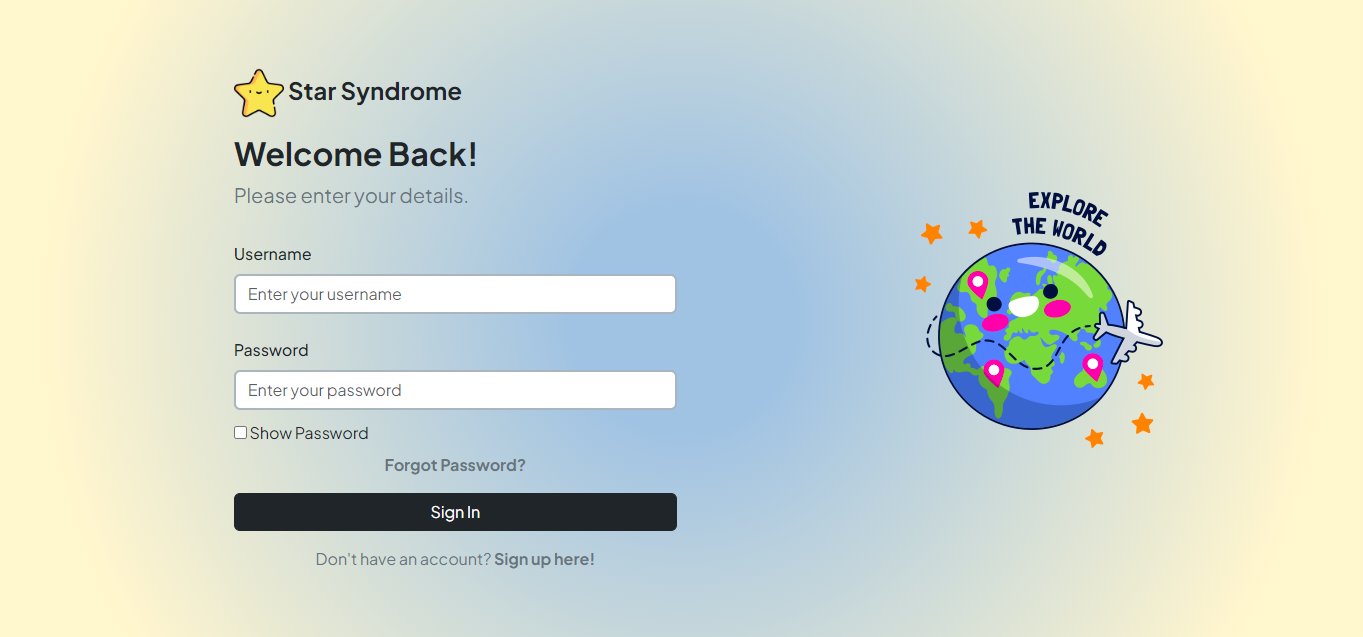 Star Syndrome
Welcome Back!
Please enter your details.
Username
Enter your username
Password
Enter your password
Show Password
Forgot Password?
Sign In
Don't have an account? Sign up here!
EXPLORE
THE WORLD